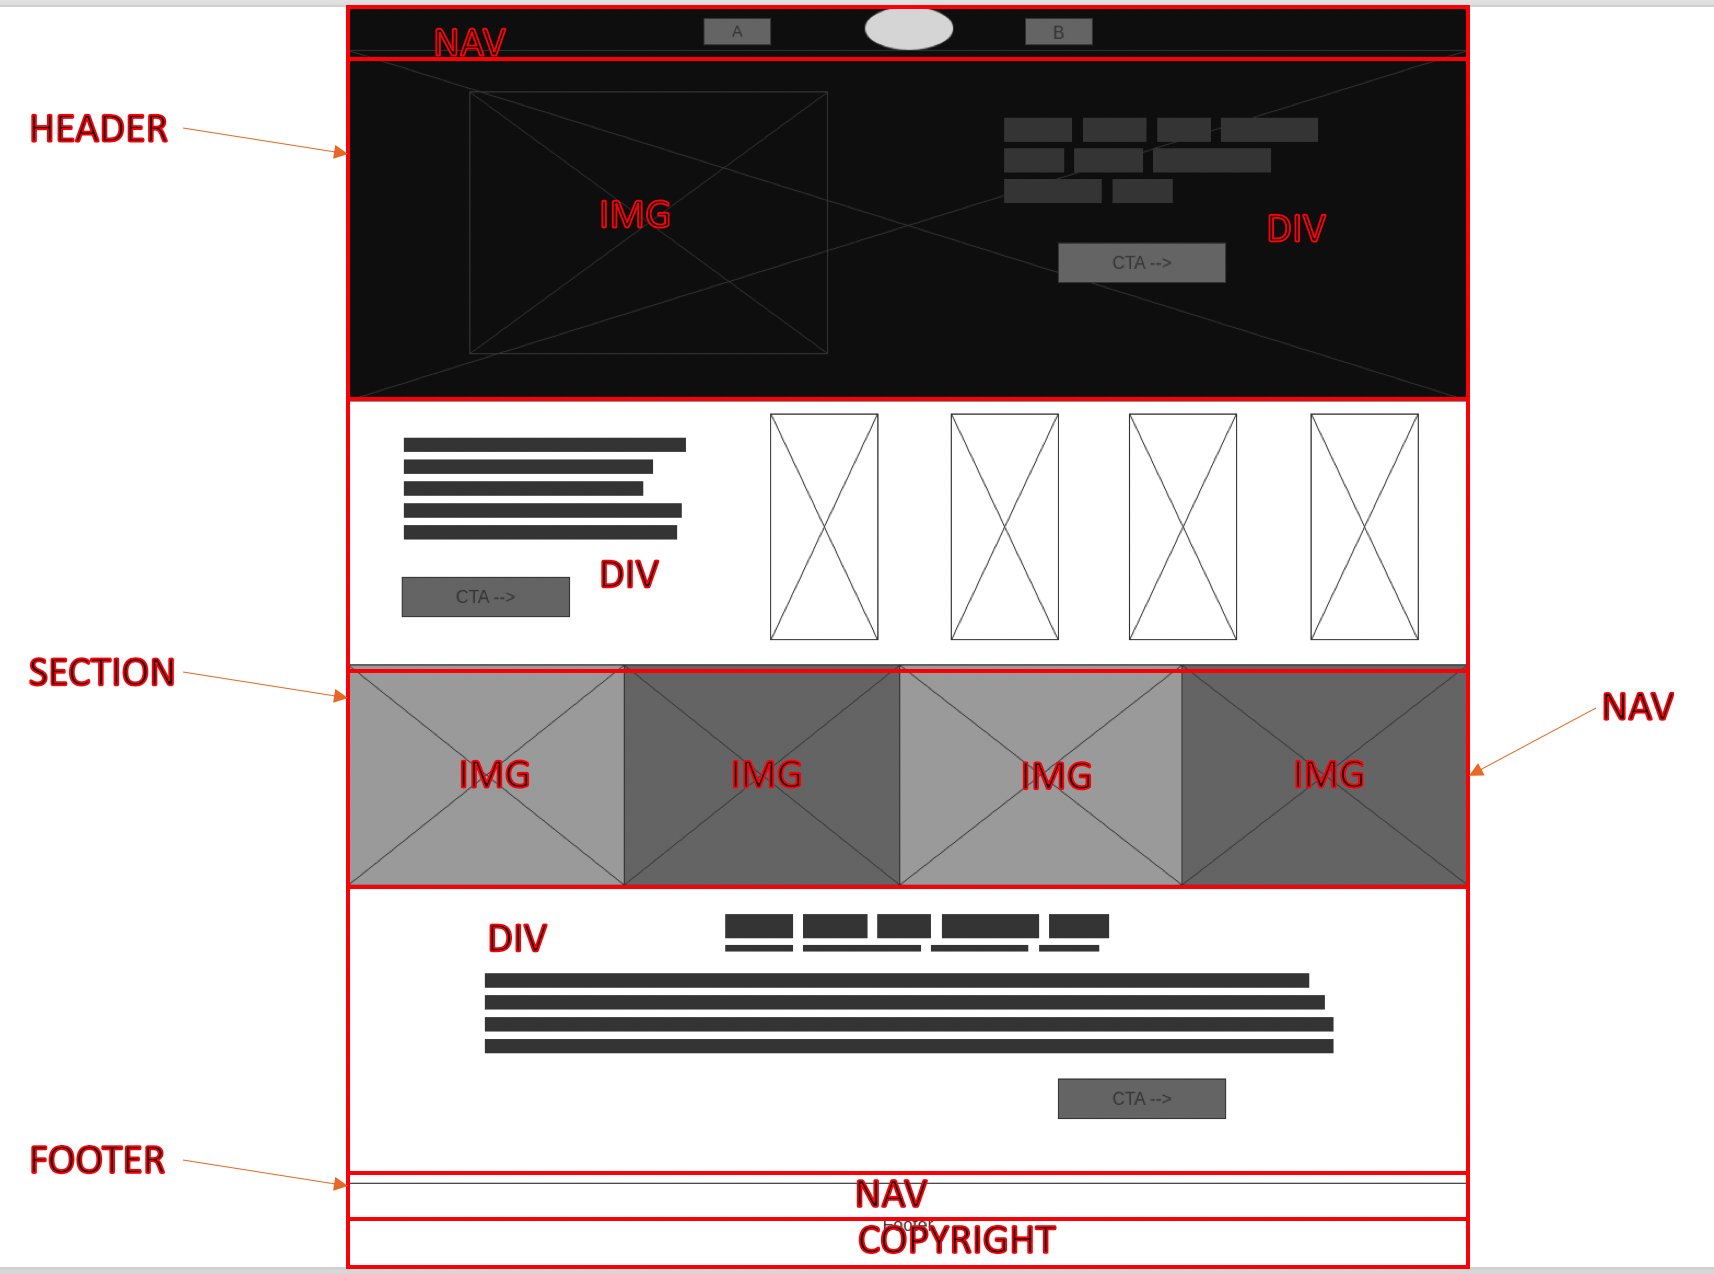 A
B
NAV
HEADER
IMG
DIV
CTA -->
DIV
CTA -->
SECTION
NAV
IMG
IMG
IMG
IMG
DIV
CTA -->
FOOTER
NAV
Footer
COPYRIGHT